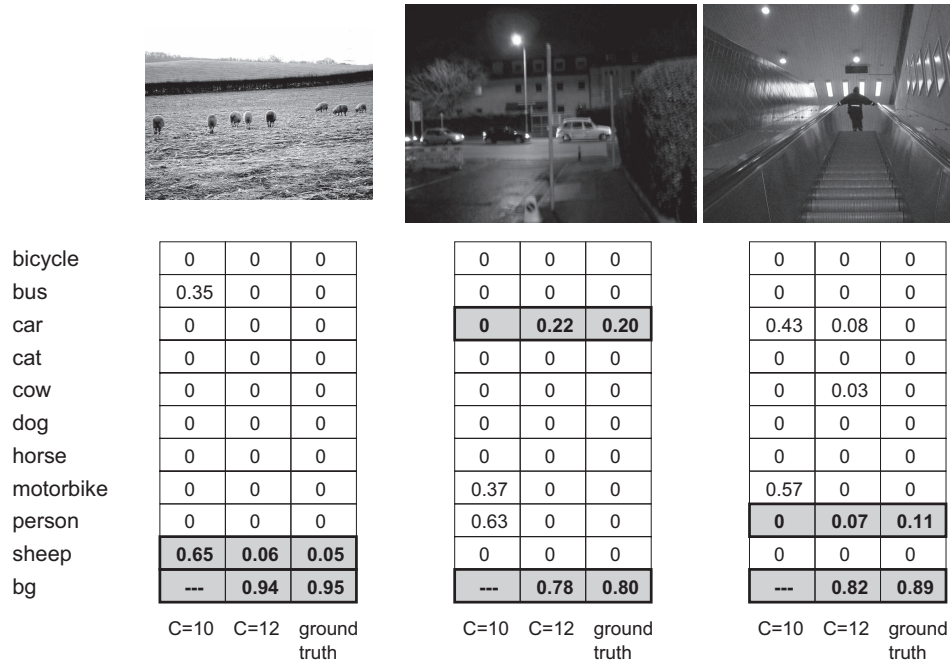 bicycle 0 0 0 0 0 0 0 0 0
bus 0.35 0 0 0 0 0 0 0 0
car 0 0 0 0 0.22 0.20 0.43 0.08 0
cat 0 0 0 0 0 0 0 0 0
cow 0 0 0 0 0 0 0 0.03 0
dog 0 0 0 0 0 0 0 0 0
horse 0 0 0 0 0 0 0 0 0
motorbike 0 0 0 0.37 0 0 0.57 0 0
person 0 0 0 0.63 0 0 0 0.07 0.11
sheep 0.65 0.06 0.05 0 0 0 0 0 0
bg --- 0.94 0.95 --- 0.78 0.80 --- 0.82 0.89
C=10 C=12 ground C=10 C=12 ground C=10 C=12 ground
truth truth truth